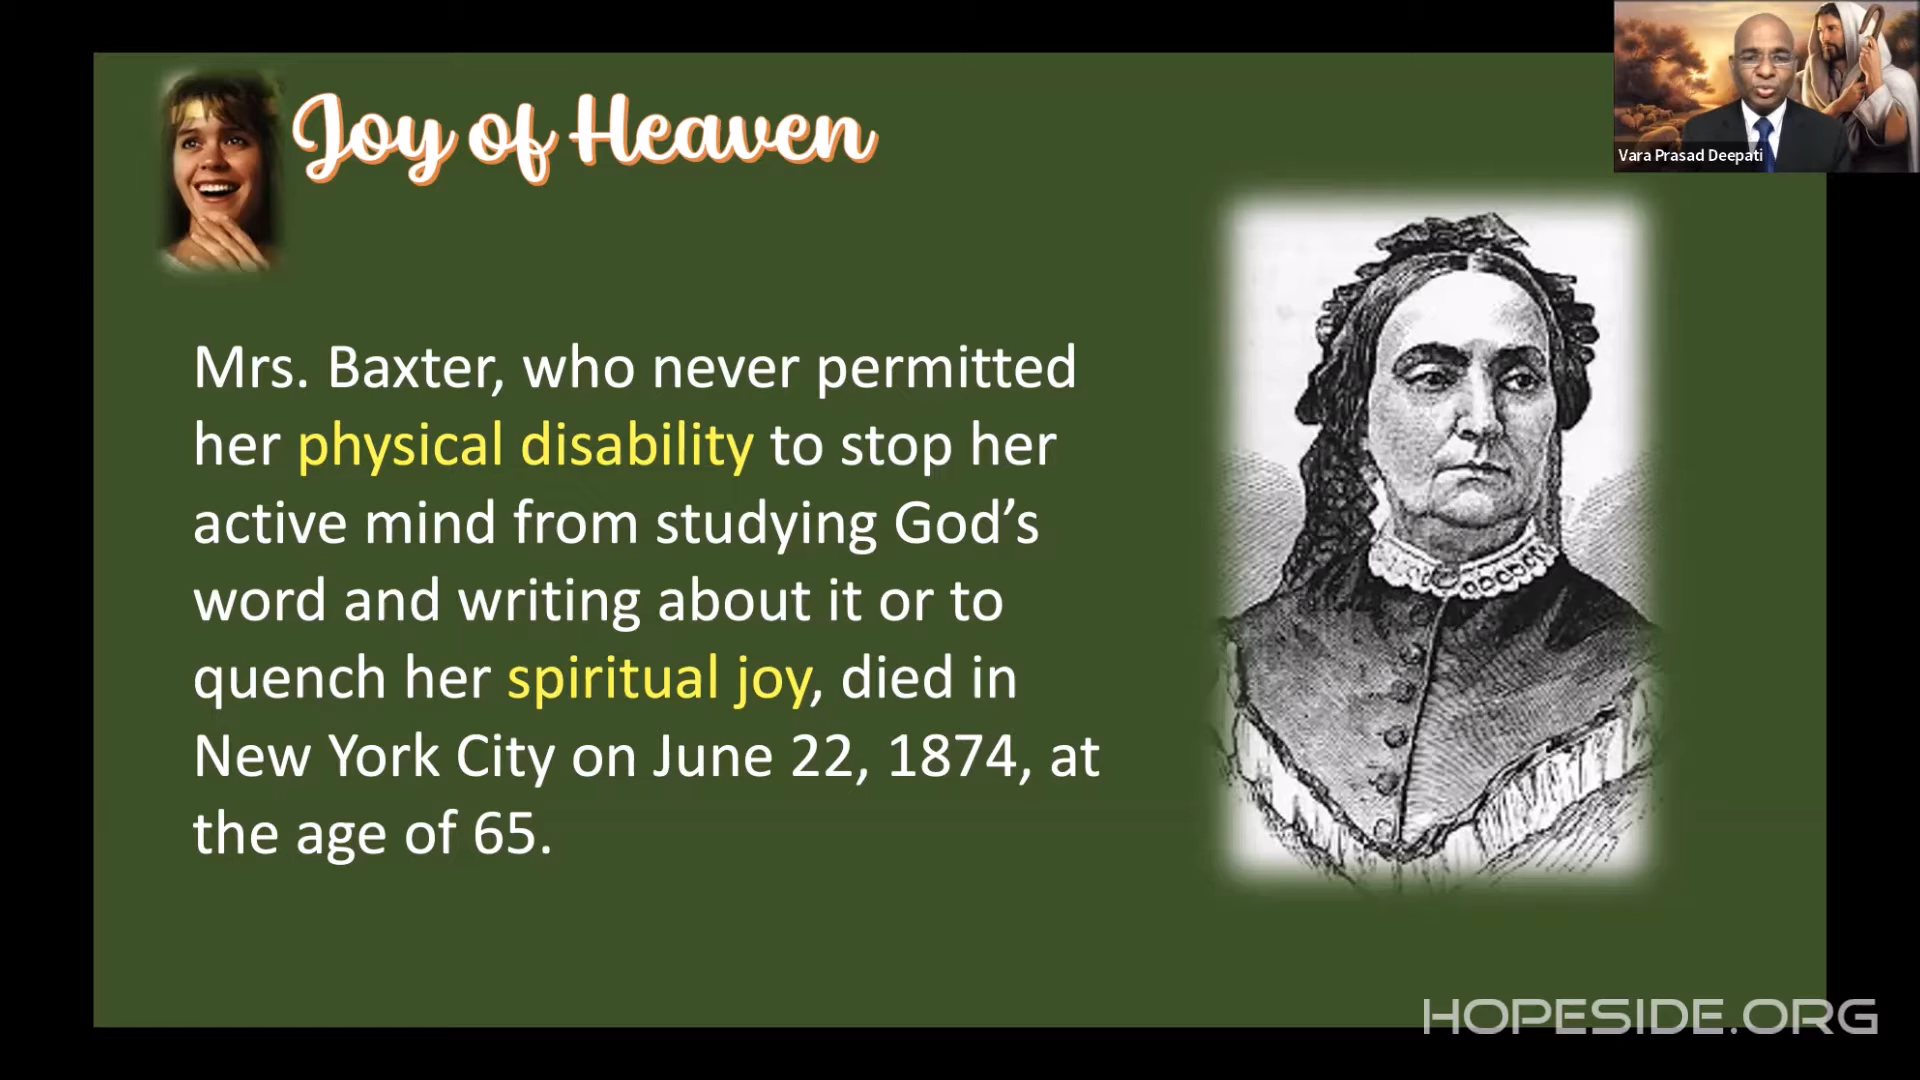 Joy of Heaven
Vara Prasad Deepati
Mrs. Baxter, who never permitted
her physical disability to stop her
active mind from studying God’s
word and writing about it or to
quench her spiritual joy, died in
New York City on June 22, 1874, at
the age of 65.
HOPESIDE.ORG